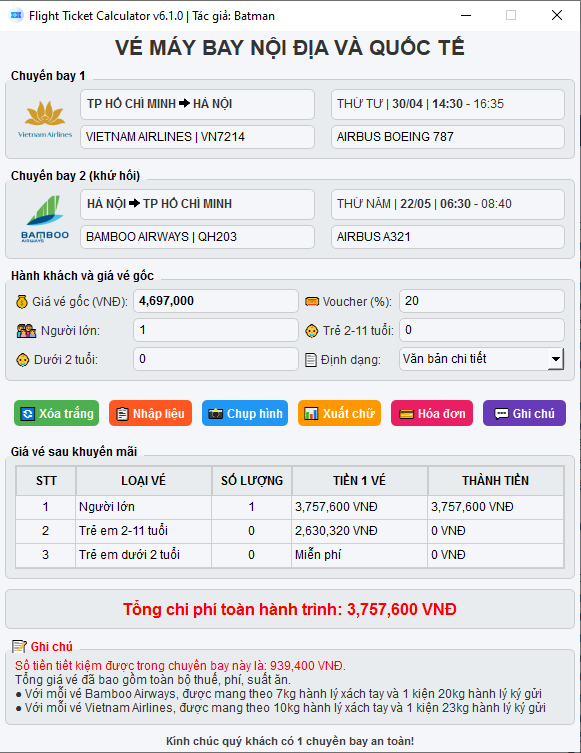 Flight Ticket Calculator v6.1.0 | Tác giả: Batman
VÉ MÁY BAY NỘI ĐỊA VÀ QUỐC TẾ
Chuyến bay 1
Vietnam Airlines
TP HỒ CHÍ MINH ➡ HÀ NỘI
THỨ TƯ | 30/04 | 14:30 - 16:35
VIETNAM AIRLINES | VN7214
AIRBUS BOEING 787
Chuyến bay 2 (khứ hồi)
BAMBOO AIRWAYS
HÀ NỘI ➡ TP HỒ CHÍ MINH
THỨ NĂM | 22/05 | 06:30 - 08:40
BAMBOO AIRWAYS | QH203
AIRBUS A321
Hành khách và giá vé gốc
Giá vé gốc (VNĐ): 4,697,000
Voucher (%): 20
Người lớn: 1
Trẻ 2-11 tuổi: 0
Dưới 2 tuổi: 0
Định dạng: Văn bản chi tiết
Xóa trắng
Nhập liệu
Chụp hình
Xuất chữ
Hóa đơn
Ghi chú
Giá vé sau khuyến mãi
STT LOẠI VÉ SỐ LƯỢNG TIỀN 1 VÉ THÀNH TIỀN
1 Người lớn 1 3,757,600 VNĐ 3,757,600 VNĐ
2 Trẻ em 2-11 tuổi 0 2,630,320 VNĐ 0 VNĐ
3 Trẻ em dưới 2 tuổi 0 Miễn phí 0 VNĐ
Tổng chi phí toàn hành trình: 3,757,600 VNĐ
Ghi chú
Số tiền tiết kiệm được trong chuyến bay này là: 939,400 VNĐ.
Tổng giá vé đã bao gồm toàn bộ thuế, phí, suất ăn.
● Với mỗi vé Bamboo Airways, được mang theo 7kg hành lý xách tay và 1 kiện 20kg hành lý ký gửi
● Với mỗi vé Vietnam Airlines, được mang theo 10kg hành lý xách tay và 1 kiện 23kg hành lý ký gửi
Kính chúc quý khách có 1 chuyến bay an toàn!